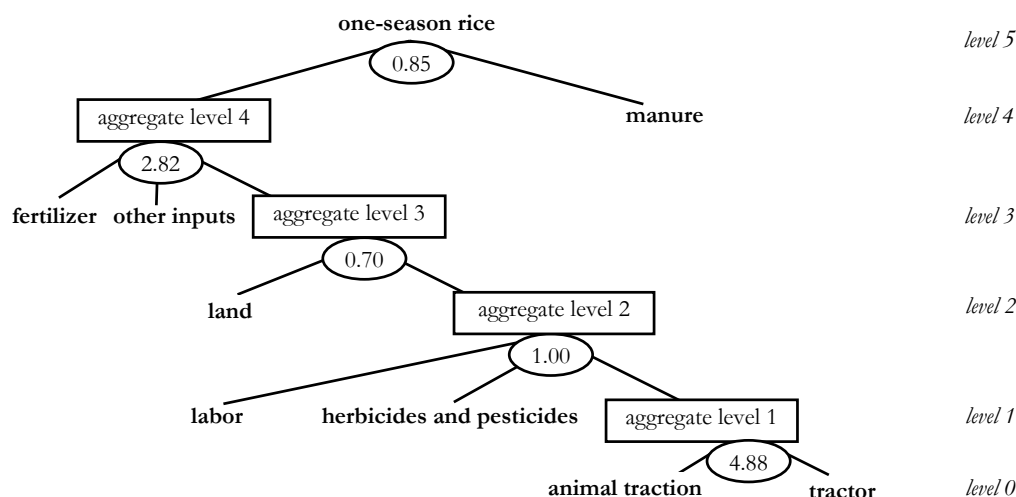 one-season rice
level 5
0.85
aggregate level 4
manure
level 4
2.82
fertilizer other inputs
aggregate level 3
level 3
0.70
land
aggregate level 2
level 2
1.00
labor
herbicides and pesticides
aggregate level 1
level 1
4.88
animal traction
tractor
level 0